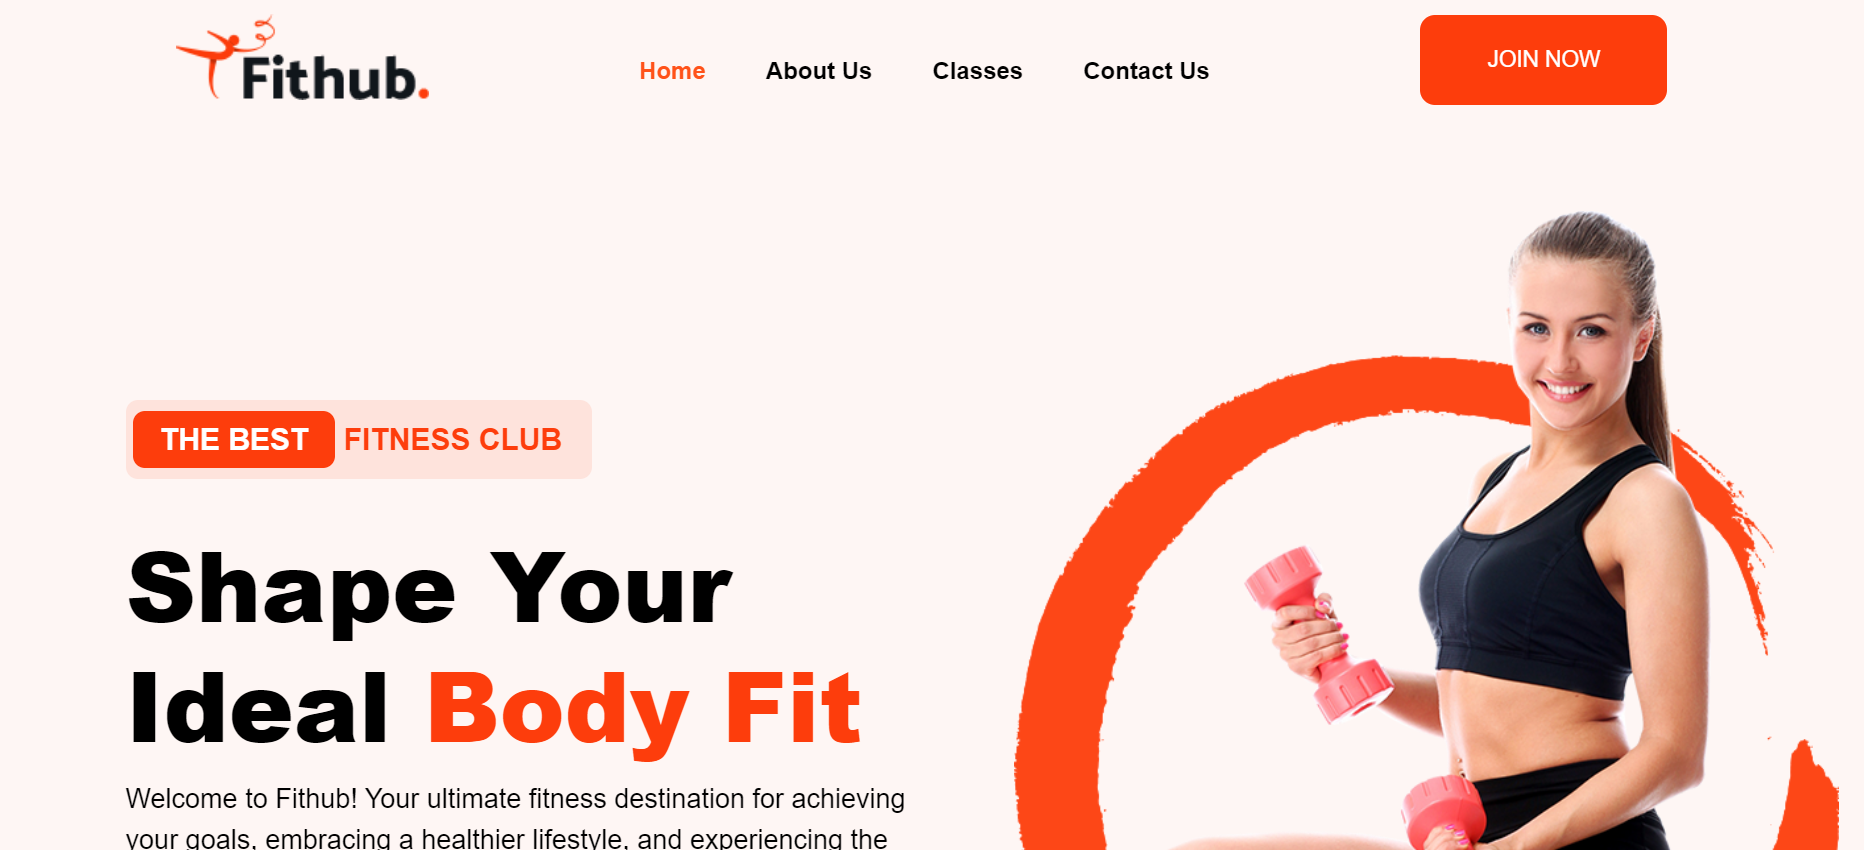 Fithub.
Home About Us Classes Contact Us
JOIN NOW
THE BEST FITNESS CLUB
Shape Your
Ideal Body Fit
Welcome to Fithub! Your ultimate fitness destination for achieving
your goals, embracing a healthier lifestyle, and experiencing the